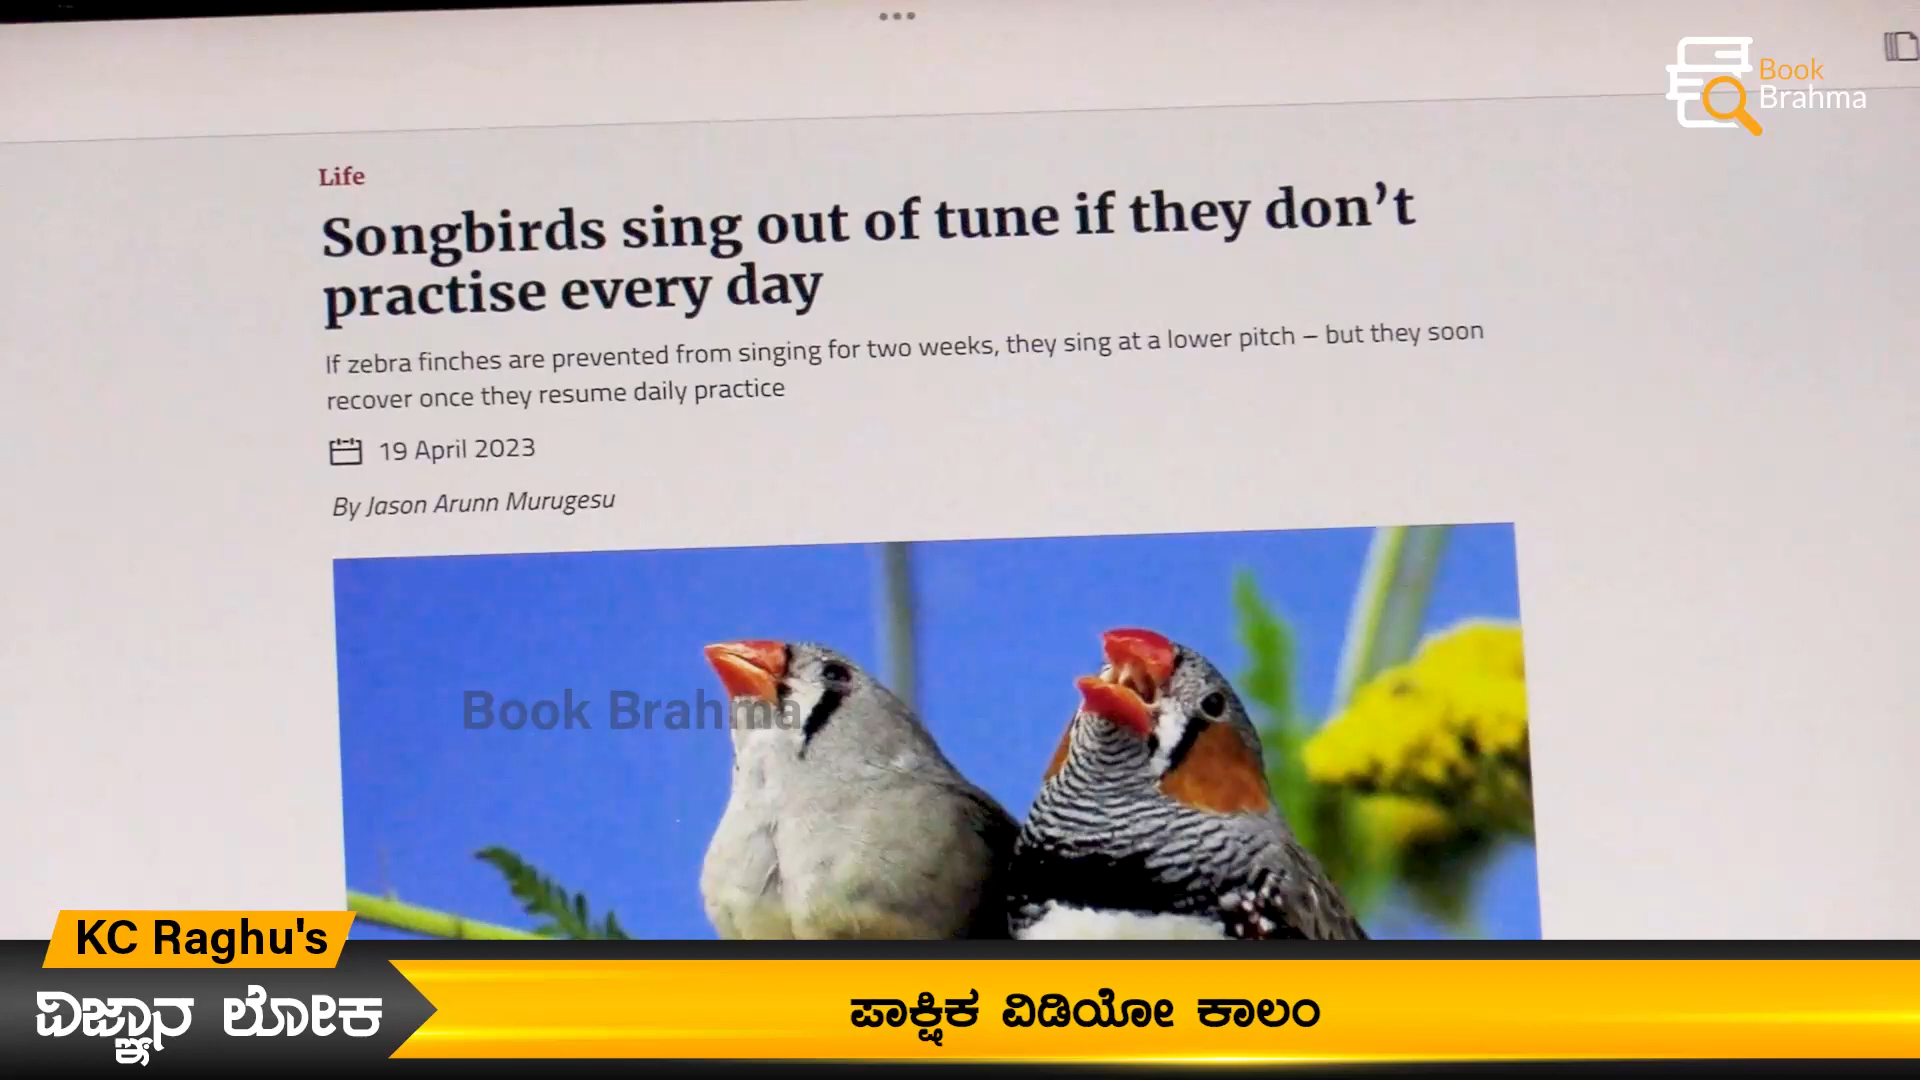 Book
Brahma
Life
Songbirds sing out of tune if they don’t
practise every day
If zebra finches are prevented from singing for two weeks, they sing at a lower pitch – but they soon
recover once they resume daily practice
19 April 2023
By Jason Arunn Murugesu
Book Brahma
KC Raghu's
ವಿಜ್ಞಾನ ಲೋಕ
ಪಾಕ್ಷಿಕ ವಿಡಿಯೋ ಕಾಲಂ